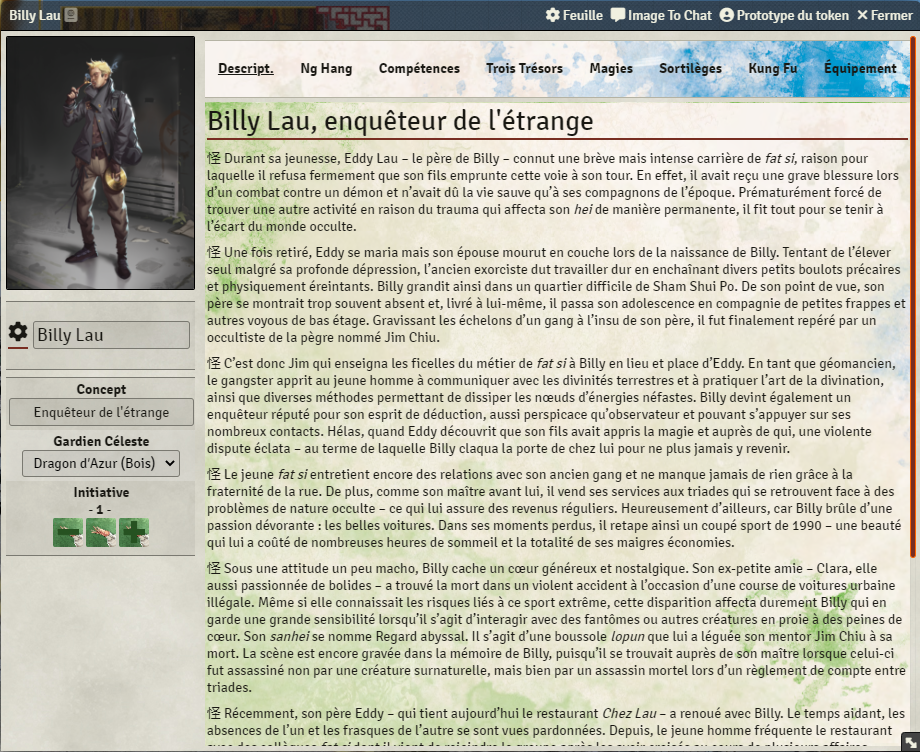 Billy Lau
Feuille
Image To Chat
Prototype du token
Fermer
Descript.
Ng Hang
Compétences
Trois Trésors
Magies
Sortilèges
Kung Fu
Équipement
Billy Lau
Concept
Enquêteur de l'étrange
Gardien Céleste
Dragon d'Azur (Bois)
Initiative
- 1 -
Billy Lau, enquêteur de l'étrange
怪 Durant sa jeunesse, Eddy Lau – le père de Billy – connut une brève mais intense carrière de fat si, raison pour
laquelle il refusa fermement que son fils emprunte cette voie à son tour. En effet, il avait reçu une grave blessure lors
d’un combat contre un démon et n’avait dû la vie sauve qu’à ses compagnons de l’époque. Prématurément forcé de
trouver une autre activité en raison du trauma qui affecta son hei de manière permanente, il fit tout pour se tenir à
l’écart du monde occulte.
怪 Une fois retiré, Eddy se maria mais son épouse mourut en couche lors de la naissance de Billy. Tentant de l’élever
seul malgré sa profonde dépression, l’ancien exorciste dut travailler dur en enchaînant divers petits boulots précaires
et physiquement éreintants. Billy grandit ainsi dans un quartier difficile de Sham Shui Po. De son point de vue, son
père se montrait trop souvent absent et, livré à lui-même, il passa son adolescence en compagnie de petites frappes et
autres voyous de bas étage. Gravissant les échelons d’un gang à l’insu de son père, il fut finalement repéré par un
occultiste de la pègre nommé Jim Chiu.
怪 C’est donc Jim qui enseigna les ficelles du métier de fat si à Billy en lieu et place d’Eddy. En tant que géomancien,
le gangster apprit au jeune homme à communiquer avec les divinités terrestres et à pratiquer l’art de la divination,
ainsi que diverses méthodes permettant de dissiper les nœuds d’énergies néfastes. Billy devint également un
enquêteur réputé pour son esprit de déduction, aussi perspicace qu’observateur et pouvant s’appuyer sur ses
nombreux contacts. Hélas, quand Eddy découvrit que son fils avait appris la magie et auprès de qui, une violente
dispute éclata – au terme de laquelle Billy claqua la porte de chez lui pour ne plus jamais y revenir.
怪 Le jeune fat si entretient encore des relations avec son ancien gang et ne manque jamais de rien grâce à la
fraternité de la rue. De plus, comme son maître avant lui, il vend ses services aux triades qui se retrouvent face à des
problèmes de nature occulte – ce qui lui assure des revenus réguliers. Heureusement d’ailleurs, car Billy brûle d’une
passion dévorante : les belles voitures. Dans ses moments perdus, il retape ainsi un coupé sport de 1990 – une beauté
qui lui a coûté de nombreuses heures de sommeil et la totalité de ses maigres économies.
怪 Sous une attitude un peu macho, Billy cache un cœur généreux et nostalgique. Son ex-petite amie – Clara, elle
aussi passionnée de bolides – a trouvé la mort dans un violent accident à l’occasion d’une course de voitures urbaine
illégale. Même si elle connaissait les risques liés à ce sport extrême, cette disparition affecta durement Billy qui en
garde une grande sensibilité lorsqu’il s’agit d’interagir avec des fantômes ou autres créatures en proie à des peines de
cœur. Son sanhei se nomme Regard abyssal. Il s’agit d’une boussole lopun que lui a léguée son mentor Jim Chiu à sa
mort. La scène est encore gravée dans la mémoire de Billy, puisqu’il se trouvait auprès de son maître lorsque celui-ci
fut assassiné non par une créature surnaturelle, mais bien par un assassin mortel lors d’un règlement de compte entre
triades.
怪 Récemment, son père Eddy – qui tient aujourd’hui le restaurant Chez Lau – a renoué avec Billy. Le temps aidant, les
absences de l’un et les frasques de l’autre se sont vues pardonnées. Depuis, le jeune homme fréquente le restaurant